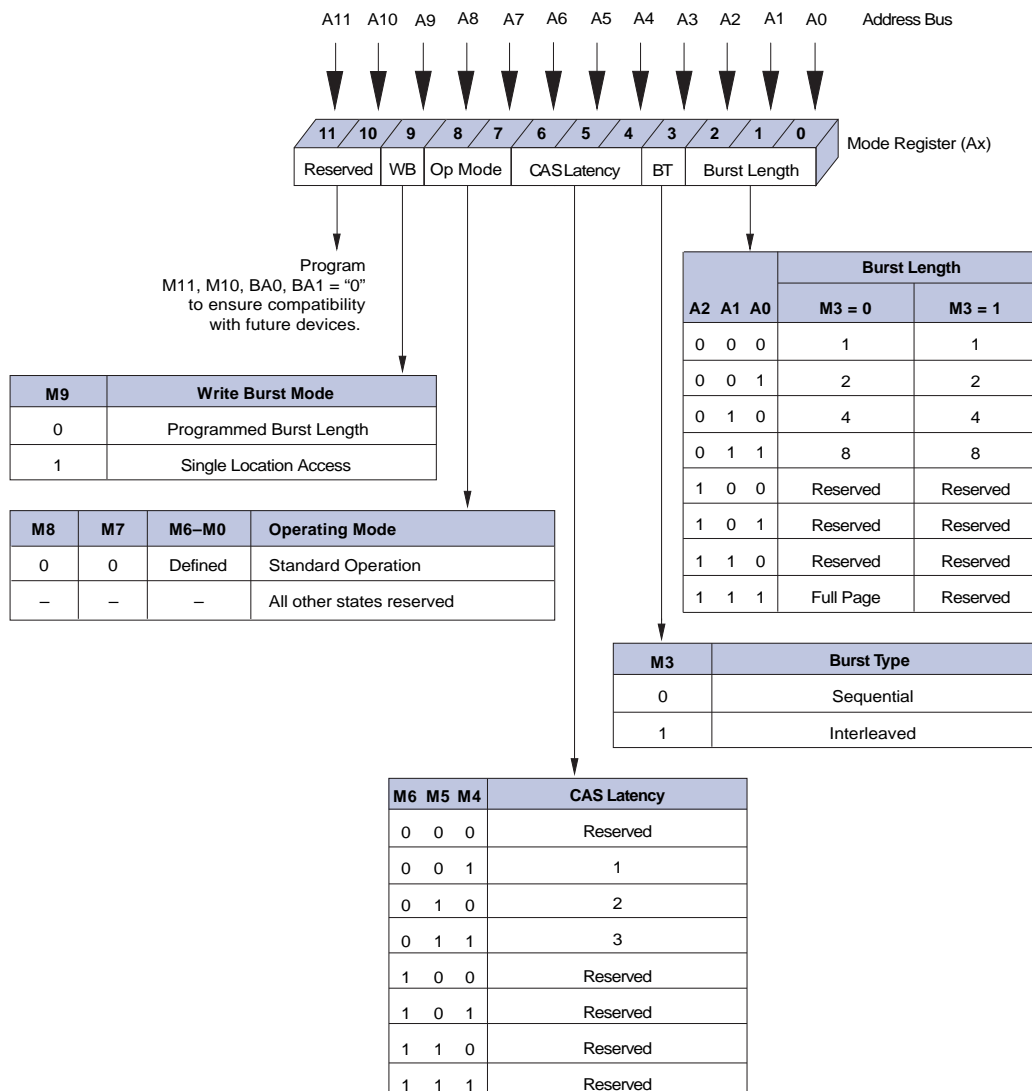 A11 A10 A9 A8 A7 A6 A5 A4 A3 A2 A1 A0 Address Bus
11 10 9 8 7 6 5 4 3 2 1 0
Mode Register (Ax)
Reserved WB Op Mode CAS Latency BT Burst Length
Program
M11, M10, BA0, BA1 = “0”
to ensure compatibility
with future devices.
Burst Length
A2 A1 A0 M3 = 0 M3 = 1
0 0 0 1 1
0 0 1 2 2
0 1 0 4 4
0 1 1 8 8
1 0 0 Reserved Reserved
1 0 1 Reserved Reserved
1 1 0 Reserved Reserved
1 1 1 Full Page Reserved
M9 Write Burst Mode
0 Programmed Burst Length
1 Single Location Access
M8 M7 M6–M0 Operating Mode
0 0 Defined Standard Operation
– – – All other states reserved
M3 Burst Type
0 Sequential
1 Interleaved
M6 M5 M4 CAS Latency
0 0 0 Reserved
0 0 1 1
0 1 0 2
0 1 1 3
1 0 0 Reserved
1 0 1 Reserved
1 1 0 Reserved
1 1 1 Reserved